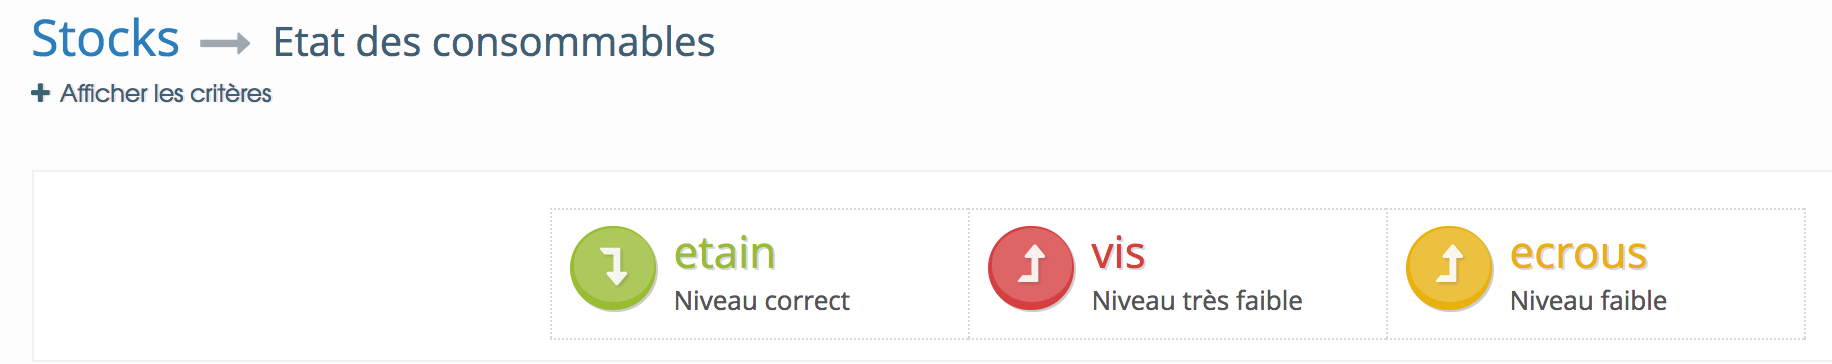 Stocks Etat des consommables
Afficher les critères
etain vis ecrous
Niveau correct Niveau très faible Niveau faible